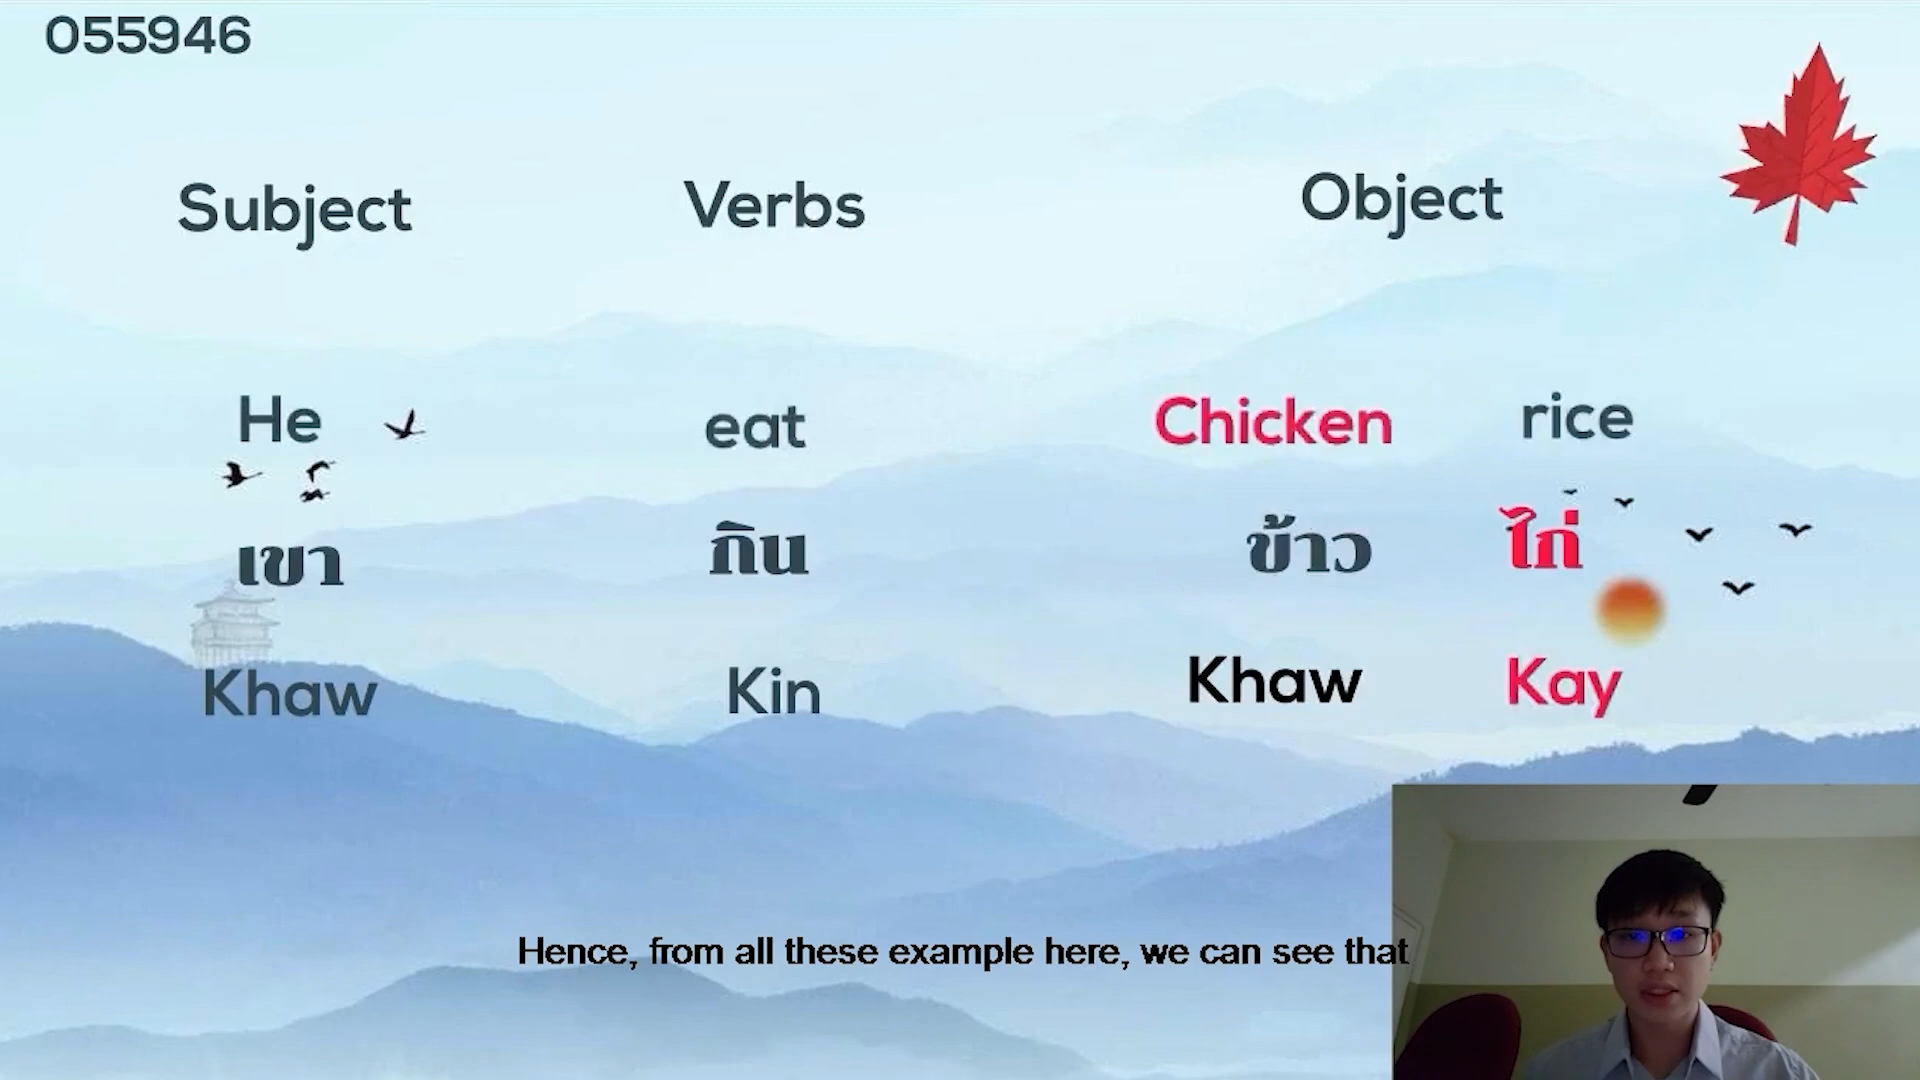 055946
Subject Verbs Object
He eat Chicken rice
เขา กิน ข้าว ไก่
Khaw Kin Khaw Kay
Hence, from all these example here, we can see that